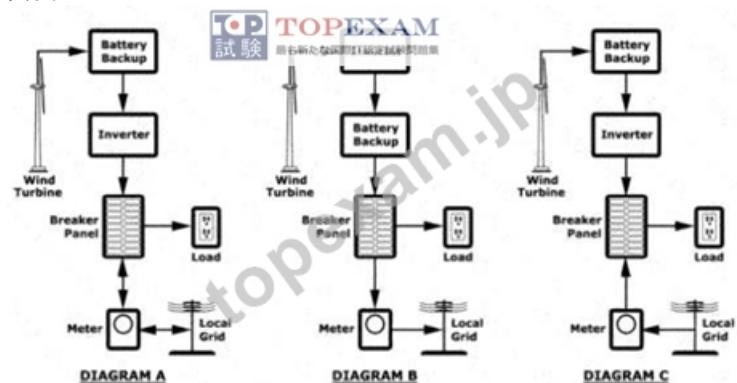 TOP TOPEXAM
試験
topexam.jp
Battery
Backup
Inverter
Wind
Turbine
Breaker
Panel
Load
Meter
Local
Grid
DIAGRAM A
Battery
Backup
Wind
Turbine
Breaker
Panel
Load
Meter
Local
Grid
DIAGRAM B
Battery
Backup
Inverter
Wind
Turbine
Breaker
Panel
Load
Meter
Local
Grid
DIAGRAM C